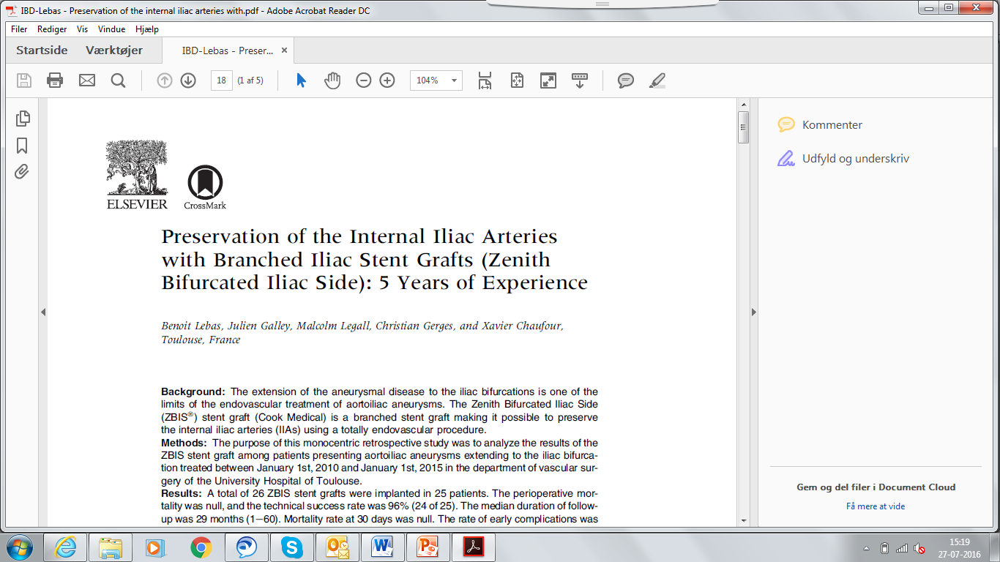 IBD-Lebas - Preservation of the internal iliac arteries with.pdf - Adobe Acrobat Reader DC
Filer Rediger Vis Vindue Hjælp
Startside Værktøjer IBD-Lebas - Preser... ×
18 (1 af 5) 104%
Kommenter
Udfyld og underskriv
ELSEVIER CrossMark
Preservation of the Internal Iliac Arteries
with Branched Iliac Stent Grafts (Zenith
Bifurcated Iliac Side): 5 Years of Experience
Benoit Lebas, Julien Galley, Malcolm Legall, Christian Gerges, and Xavier Chaufour,
Toulouse, France
Background: The extension of the aneurysmal disease to the iliac bifurcations is one of the
limits of the endovascular treatment of aortoiliac aneurysms. The Zenith Bifurcated Iliac Side
(ZBIS®) stent graft (Cook Medical) is a branched stent graft making it possible to preserve
the internal iliac arteries (IIAs) using a totally endovascular procedure.
Methods: The purpose of this monocentric retrospective study was to analyze the results of the
ZBIS stent graft among patients presenting aortoiliac aneurysms extending to the iliac bifurca-
tion treated between January 1st, 2010 and January 1st, 2015 in the department of vascular sur-
gery of the University Hospital of Toulouse.
Results: A total of 26 ZBIS stent grafts were implanted in 25 patients. The perioperative mor-
tality was null, and the technical success rate was 96% (24 of 25). The median duration of follow-
up was 29 months (1–60). Mortality rate at 30 days was null. The rate of early complications was
Gem og del filer i Document Cloud
Få mere at vide
15:19
27-07-2016